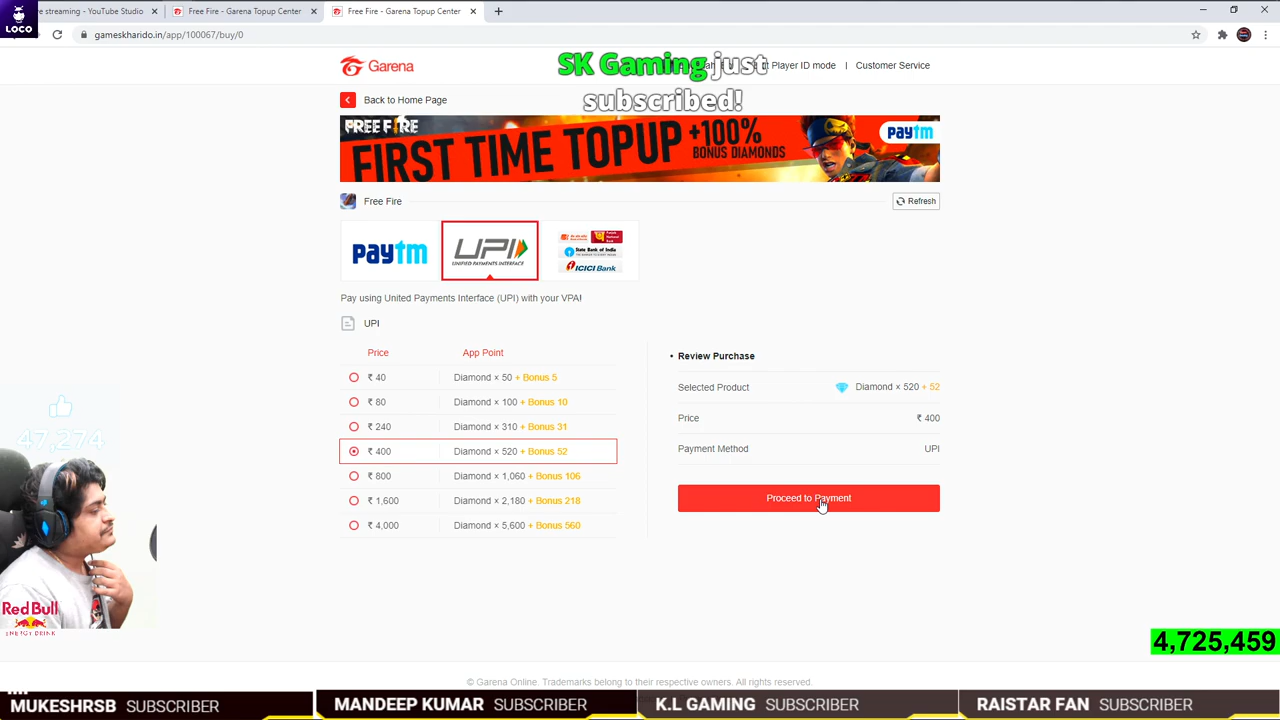 LOCO
live streaming - YouTube Studio
Free Fire - Garena Topup Center
Free Fire - Garena Topup Center
gameskharido.in/app/100067/buy/0
Garena
Player ID mode | Customer Service
SK Gaming just
subscribed!
Back to Home Page
FREE FIRE
FIRST TIME TOPUP +100%
BONUS DIAMONDS
paytm
Free Fire
Refresh
paytm
UPI
UNIFIED PAYMENTS INTERFACE
State Bank of India
ICICI Bank
Pay using United Payments Interface (UPI) with your VPA!
UPI
Price App Point
₹ 40 Diamond × 50 + Bonus 5
₹ 80 Diamond × 100 + Bonus 10
₹ 240 Diamond × 310 + Bonus 31
₹ 400 Diamond × 520 + Bonus 52
₹ 800 Diamond × 1,060 + Bonus 106
₹ 1,600 Diamond × 2,180 + Bonus 218
₹ 4,000 Diamond × 5,600 + Bonus 560
• Review Purchase
Selected Product Diamond × 520 + 52
Price ₹ 400
Payment Method UPI
Proceed to Payment
47,274
Red Bull
ENERGY DRINK
4,725,459
© Garena Online. Trademarks belong to their respective owners. All rights reserved.
MUKESHRSB SUBSCRIBER
MANDEEP KUMAR SUBSCRIBER
K.L GAMING SUBSCRIBER
RAISTAR FAN SUBSCRIBER